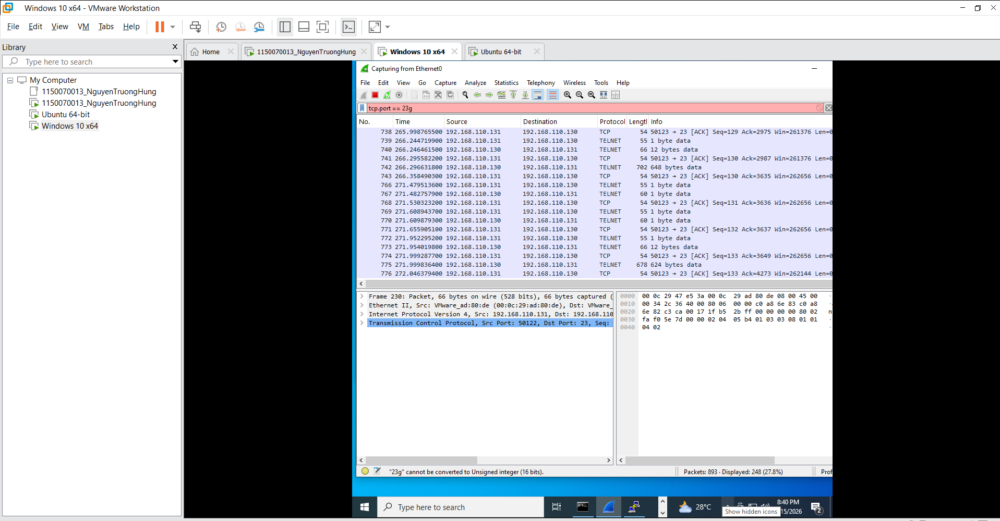 Windows 10 x64 - VMware Workstation
File Edit View VM Tabs Help
Library
Type here to search
My Computer
1150070013_NguyenTruongHung
1150070013_NguyenTruongHung
Ubuntu 64-bit
Windows 10 x64
Home 1150070013_NguyenTruongHung Windows 10 x64 Ubuntu 64-bit
Capturing from Ethernet0
File Edit View Go Capture Analyze Statistics Telephony Wireless Tools Help
tcp.port == 23g
No. Time Source Destination Protocol Lengtl Info
738 265.998765500 192.168.110.131 192.168.110.130 TCP 54 50123 → 23 [ACK] Seq=129 Ack=2975 Win=261376 Len=0
739 266.244719900 192.168.110.131 192.168.110.130 TELNET 55 1 byte data
740 266.246461500 192.168.110.130 192.168.110.131 TELNET 66 12 bytes data
741 266.295582200 192.168.110.131 192.168.110.130 TCP 54 50123 → 23 [ACK] Seq=130 Ack=2987 Win=261376 Len=0
742 266.296631800 192.168.110.130 192.168.110.131 TELNET 702 648 bytes data
743 266.358490300 192.168.110.131 192.168.110.130 TCP 54 50123 → 23 [ACK] Seq=130 Ack=3635 Win=262656 Len=0
766 271.479513600 192.168.110.131 192.168.110.130 TELNET 55 1 byte data
767 271.482757900 192.168.110.130 192.168.110.131 TELNET 60 1 byte data
768 271.530323200 192.168.110.131 192.168.110.130 TCP 54 50123 → 23 [ACK] Seq=131 Ack=3636 Win=262656 Len=0
769 271.608943700 192.168.110.131 192.168.110.130 TELNET 55 1 byte data
770 271.609879300 192.168.110.130 192.168.110.131 TELNET 60 1 byte data
771 271.655905100 192.168.110.131 192.168.110.130 TCP 54 50123 → 23 [ACK] Seq=132 Ack=3637 Win=262656 Len=0
772 271.952295200 192.168.110.131 192.168.110.130 TELNET 55 1 byte data
773 271.954019800 192.168.110.130 192.168.110.131 TELNET 66 12 bytes data
774 271.999287700 192.168.110.131 192.168.110.130 TCP 54 50123 → 23 [ACK] Seq=133 Ack=3649 Win=262656 Len=0
775 271.999836400 192.168.110.130 192.168.110.131 TELNET 678 624 bytes data
776 272.046379400 192.168.110.131 192.168.110.130 TCP 54 50123 → 23 [ACK] Seq=133 Ack=4273 Win=262144 Len=0
Frame 230: Packet, 66 bytes on wire (528 bits), 66 bytes captured (
Ethernet II, Src: VMware_ad:80:de (00:0c:29:ad:80:de), Dst: VMware_
Internet Protocol Version 4, Src: 192.168.110.131, Dst: 192.168.110
Transmission Control Protocol, Src Port: 50122, Dst Port: 23, Seq:
0000 00 0c 29 47 e5 3a 00 0c 29 ad 80 de 08 00 45 00
0010 00 34 2c 36 40 00 80 06 00 00 c0 a8 6e 83 c0 a8
0020 6e 82 c3 ca 00 17 1f b5 2b ff 00 00 00 00 80 02 n
0030 fa f0 5e 7d 00 00 02 04 05 b4 01 03 03 08 01 01
0040 04 02
"23g" cannot be converted to Unsigned integer (16 bits).
Packets: 893 · Displayed: 248 (27.8%)
Prof
Type here to search
28°C
8:40 PM
15/2026
Show hidden icons
2